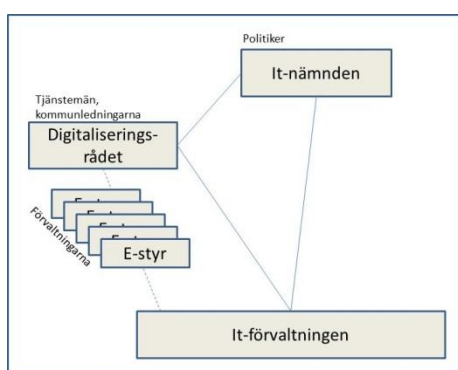 Politiker
It-nämnden
Tjänstemän,
kommunledningarna
Digitaliserings-
rådet
Förvaltningarna
E-styr
It-förvaltningen